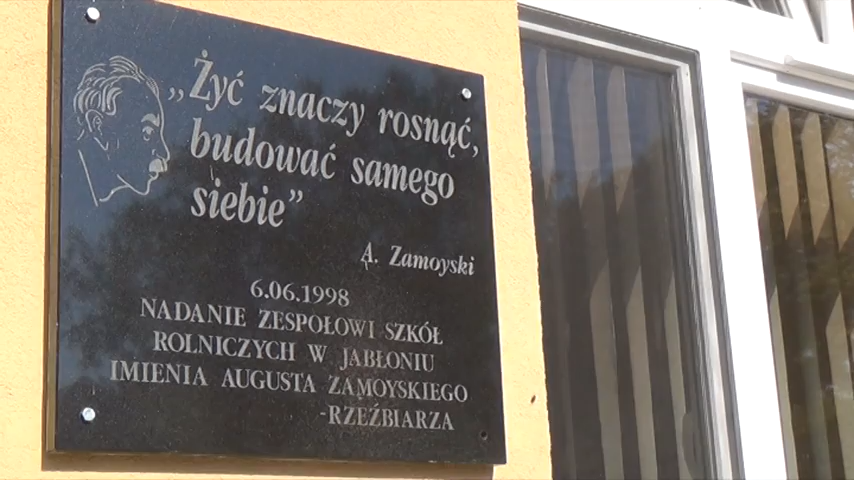 „Żyć znaczy rosnąć,
budować samego
siebie”
A. Zamoyski
6.06.1998
NADANIE ZESPOŁOWI SZKÓŁ
ROLNICZYCH W JABŁONIU
IMIENIA AUGUSTA ZAMOYSKIEGO
-RZEŹBIARZA